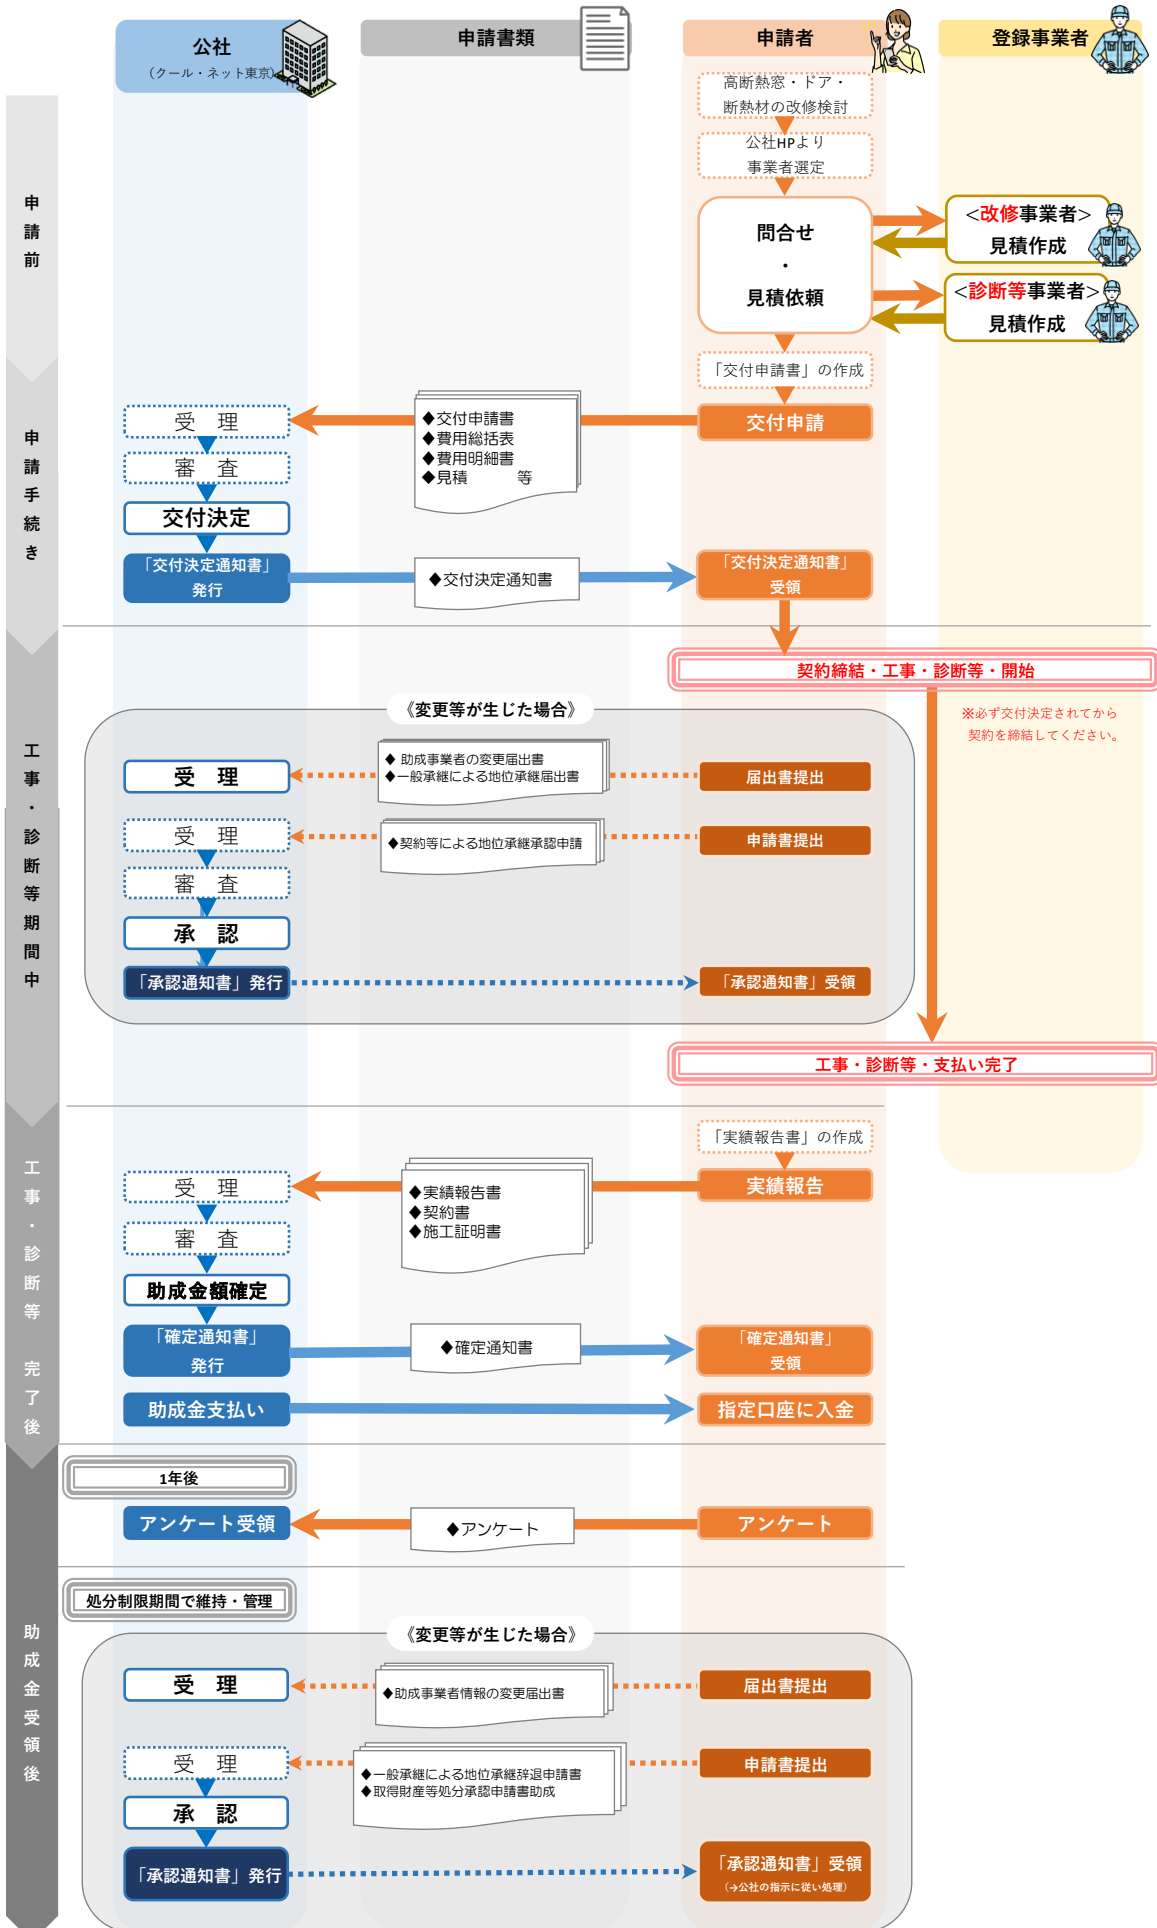 公社
（クール・ネット東京）
申請書類
申請者
登録事業者
申請前
高断熱窓・ドア・
断熱材の改修検討
公社HPより
事業者選定
問合せ
・
見積依頼
<改修事業者>
見積作成
<診断等事業者>
見積作成
「交付申請書」の作成
申請手続き
交付申請
◆交付申請書
◆費用総括表
◆費用明細書
◆見積　　　等
受　理
審　査
交付決定
「交付決定通知書」
発行
◆交付決定通知書
「交付決定通知書」
受領
工事・診断等期間中
契約締結・工事・診断等・開始
※必ず交付決定されてから
契約を締結してください。
《変更等が生じた場合》
受　理
◆ 助成事業者の変更届出書
◆一般承継による地位承継届出書
届出書提出
受　理
◆契約等による地位承継承認申請
申請書提出
審　査
承　認
「承認通知書」発行
「承認通知書」受領
工事・診断等・支払い完了
工事・診断等　完了後
「実績報告書」の作成
実績報告
◆実績報告書
◆契約書
◆施工証明書
受　理
審　査
助成金額確定
「確定通知書」
発行
◆確定通知書
「確定通知書」
受領
助成金支払い
指定口座に入金
助成金受領後
1年後
アンケート受領
◆アンケート
アンケート
処分制限期間で維持・管理
《変更等が生じた場合》
受　理
◆助成事業者情報の変更届出書
届出書提出
受　理
◆一般承継による地位承継辞退申請書
◆取得財産等処分承認申請書助成
申請書提出
承　認
「承認通知書」発行
「承認通知書」受領
（→公社の指示に従い処理）